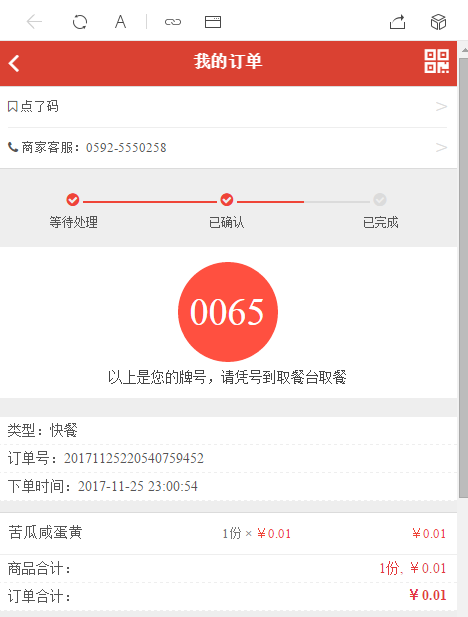 A
我的订单
点了码
商家客服：0592-5550258
等待处理 已确认 已完成
0065
以上是您的牌号，请凭号到取餐台取餐
类型：快餐
订单号：20171125220540759452
下单时间：2017-11-25 23:00:54
苦瓜咸蛋黄 1份 × ￥0.01 ￥0.01
商品合计： 1份, ￥0.01
订单合计： ￥0.01